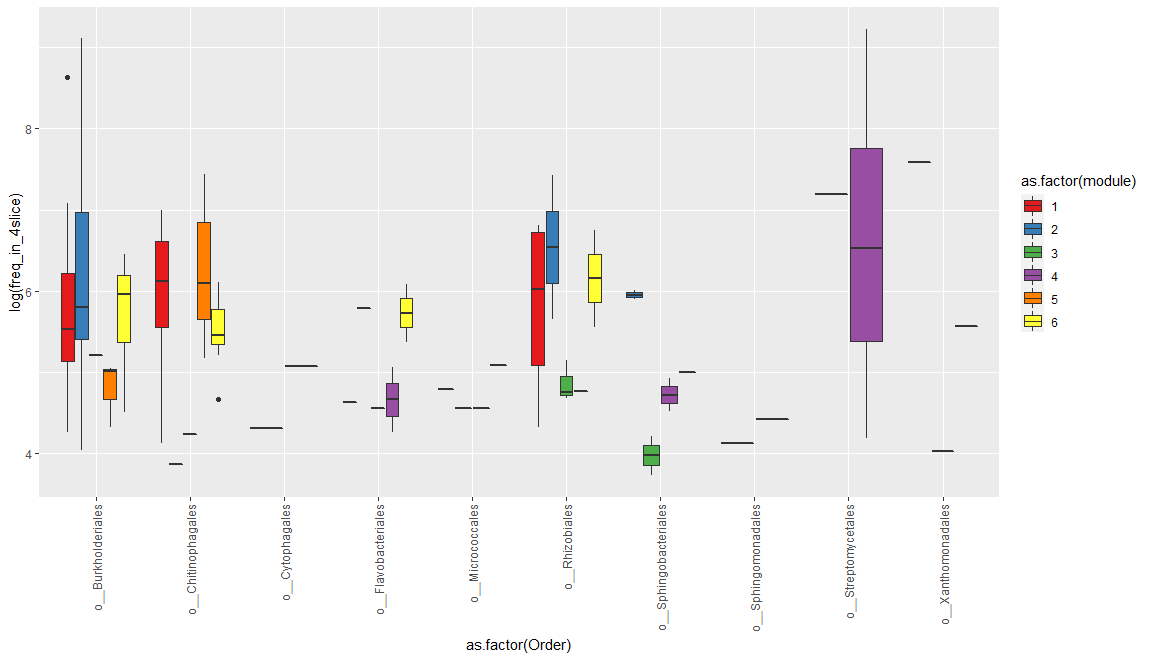 8
6
4
log(freq_in_4slice)
o__Burkholderiales
o__Chitinophagales
o__Cytophagales
o__Flavobacteriales
o__Micrococcales
o__Rhizobiales
o__Sphingobacteriales
o__Sphingomonadales
o__Streptomycetales
o__Xanthomonadales
as.factor(Order)
as.factor(module)
1
2
3
4
5
6